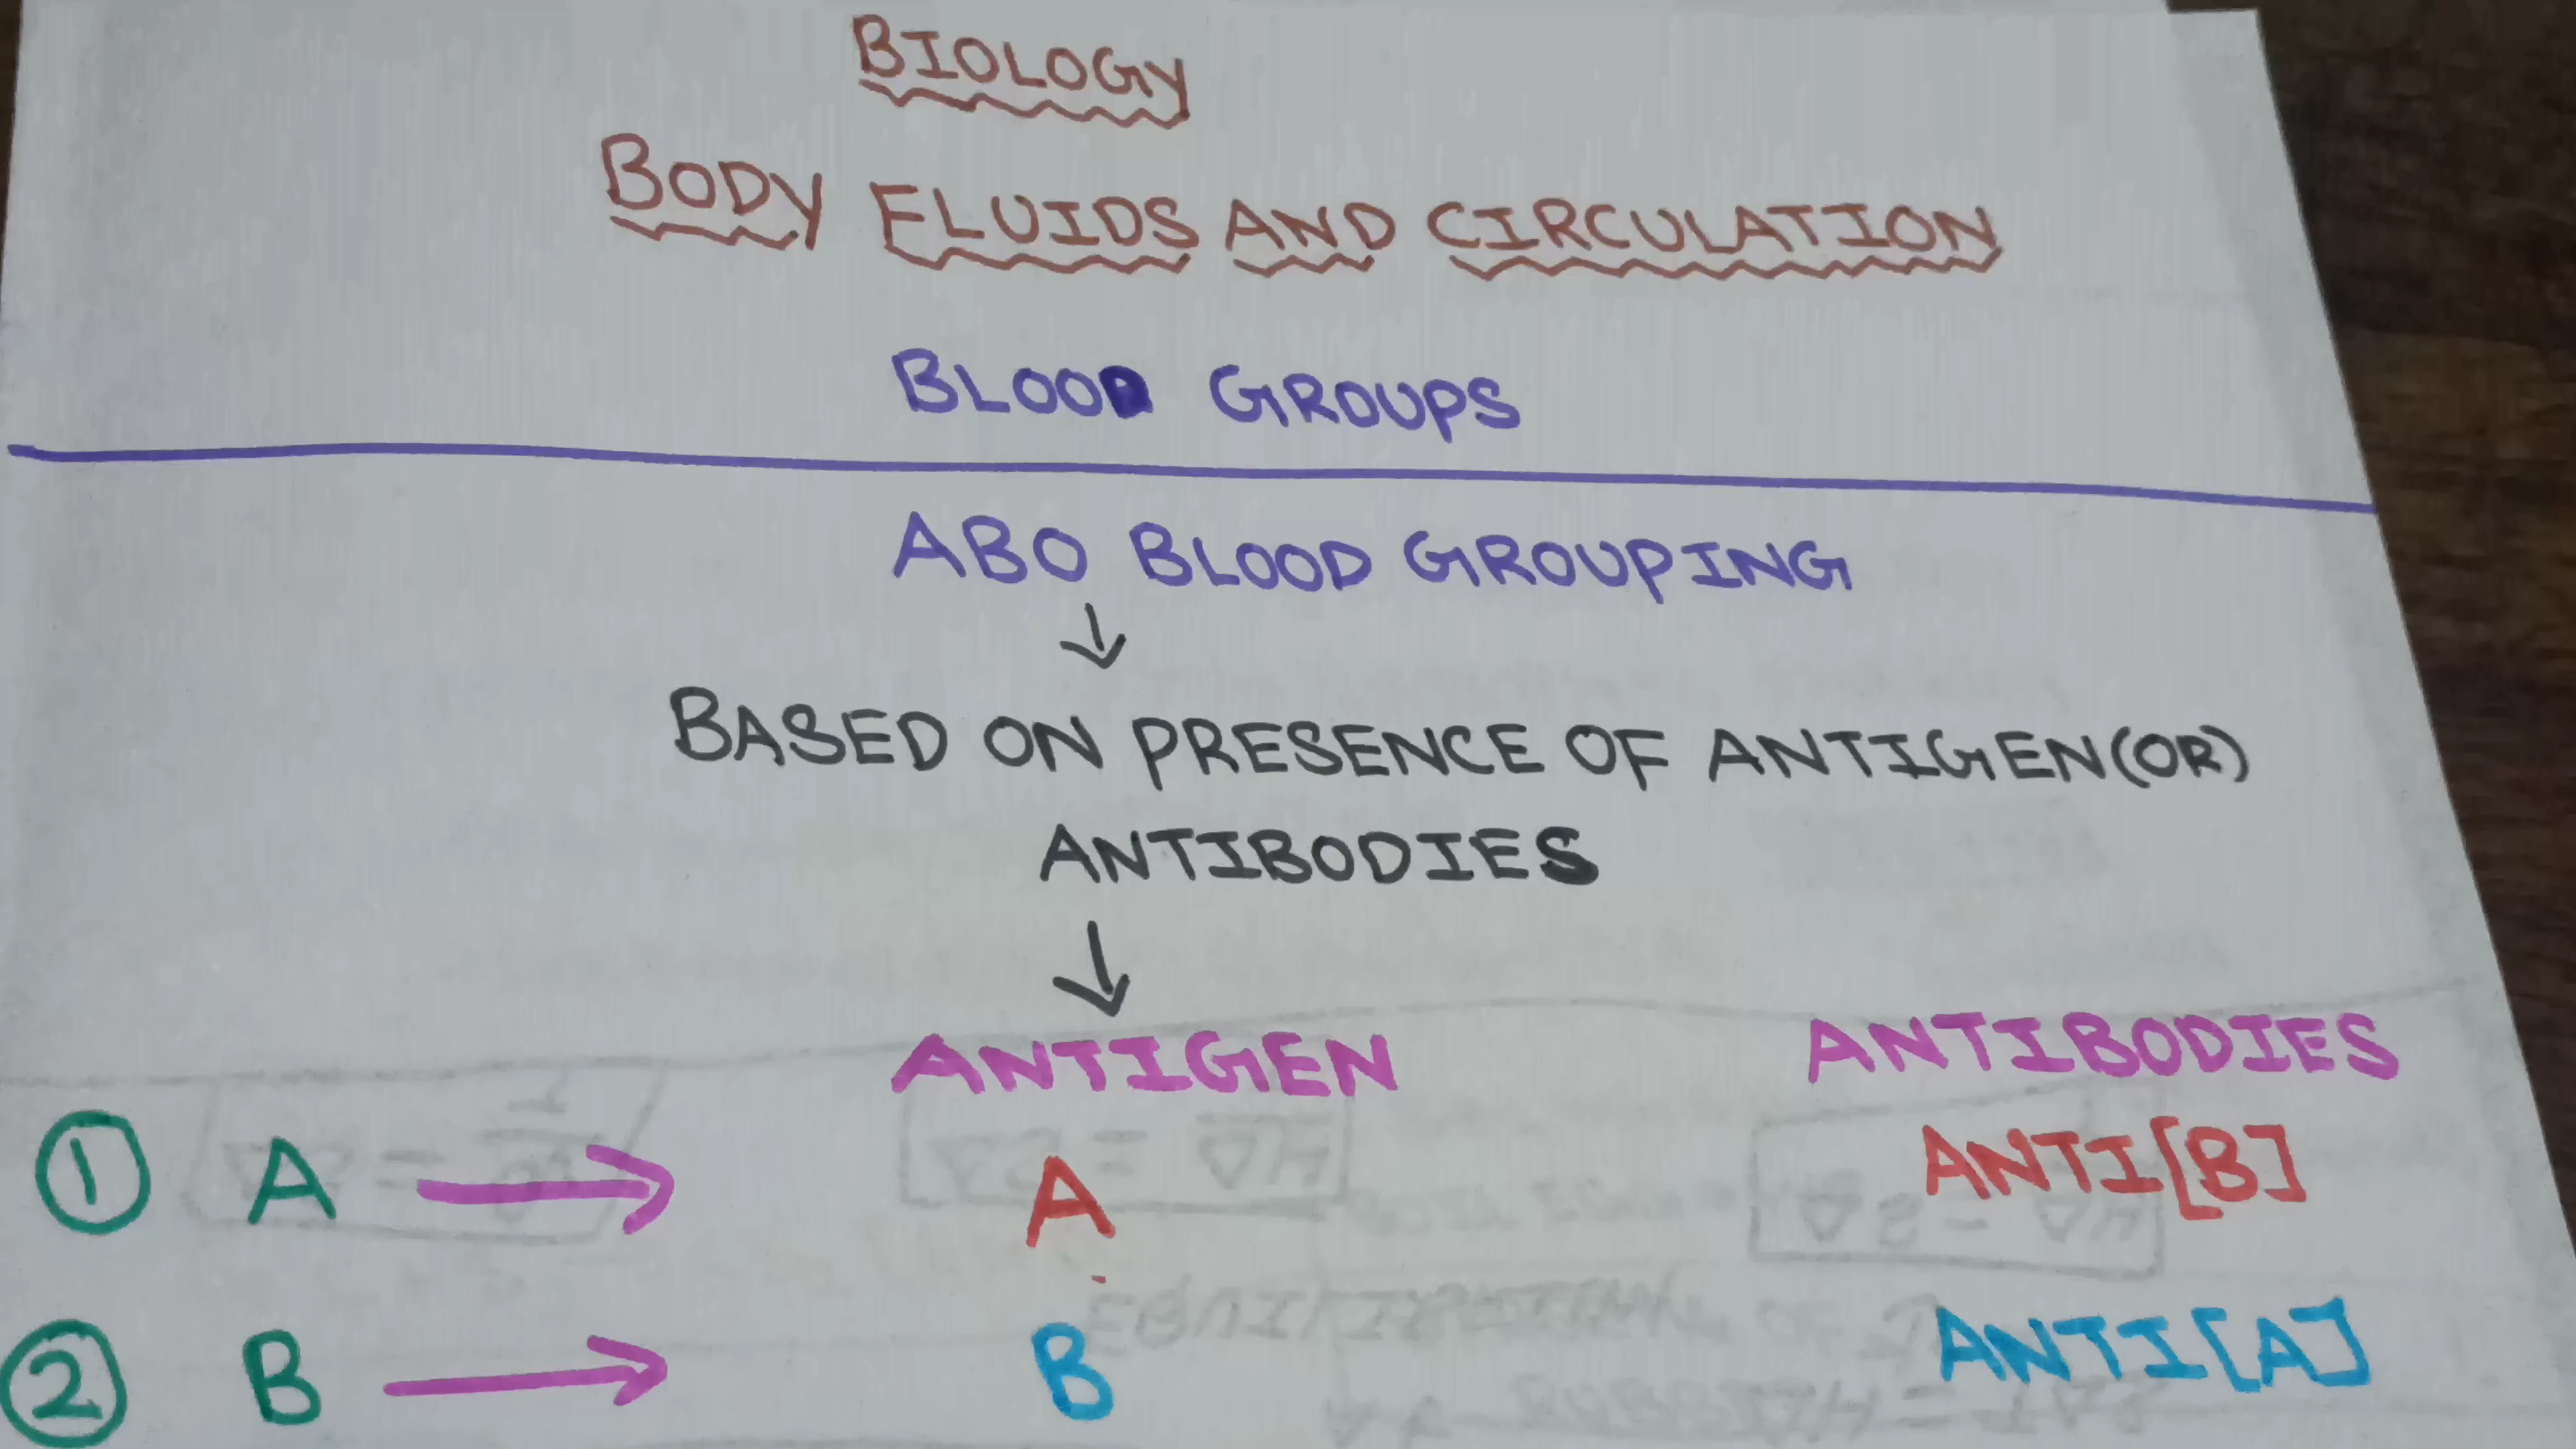 BIOLOGY
BODY FLUIDS AND CIRCULATION
BLOOD GROUPS
ABO BLOOD GROUPING
↓
BASED ON PRESENCE OF ANTIGEN(OR)
ANTIBODIES
↓
ANTIGEN ANTIBODIES
① A → A ANTI[B]
② B → B ANTI[A]